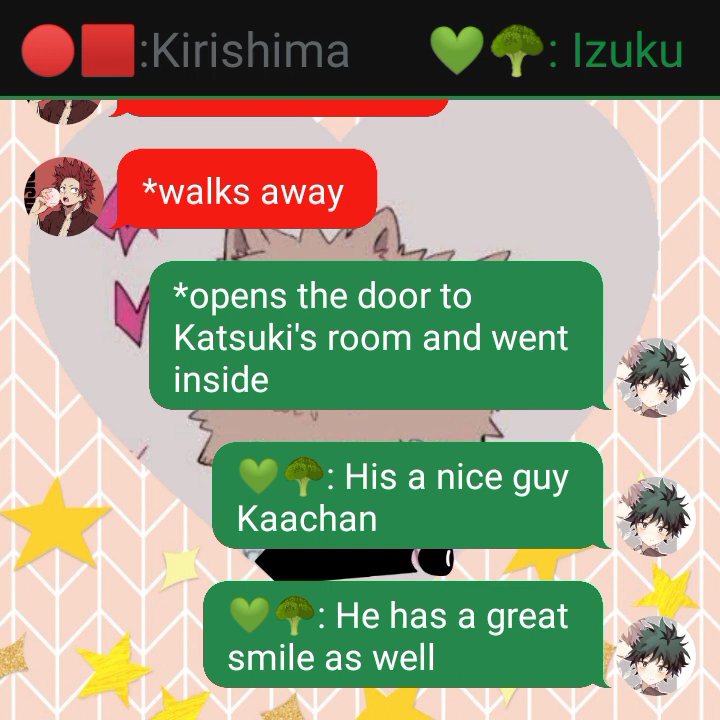 🔴🟥:Kirishima 💚🥦: Izuku
*walks away
*opens the door to
Katsuki's room and went
inside
💚🥦: His a nice guy
Kaachan
💚🥦: He has a great
smile as well